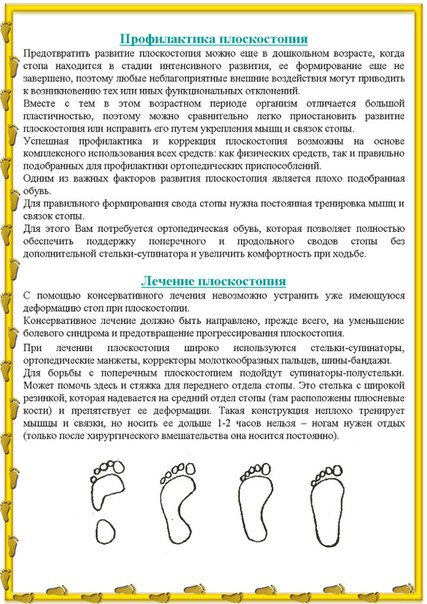 Профилактика плоскостопия
Предотвратить развитие плоскостопия можно еще в дошкольном возрасте, когда
стопа находится в стадии интенсивного развития, ее формирование еще не
завершено, поэтому любые неблагоприятные внешние воздействия могут приводить
к возникновению тех или иных функциональных отклонений.
Вместе с тем в этом возрастном периоде организм отличается большой
пластичностью, поэтому можно сравнительно легко приостановить развитие
плоскостопия или исправить его путем укрепления мышц и связок стопы.
Успешная профилактика и коррекция плоскостопия возможны на основе
комплексного использования всех средств: как физических средств, так и правильно
подобранных для профилактики ортопедических приспособлений.
Одним из важных факторов развития плоскостопия является плохо подобранная
обувь.
Для правильного формирования свода стопы нужна постоянная тренировка мышц и
связок стопы.
Для этого Вам потребуется ортопедическая обувь, которая позволяет полностью
обеспечить поддержку поперечного и продольного сводов стопы без
дополнительной стельки-супинатора и увеличить комфортность при ходьбе.
Лечение плоскостопия
С помощью консервативного лечения невозможно устранить уже имеющуюся
деформацию стоп при плоскостопии.
Консервативное лечение должно быть направлено, прежде всего, на уменьшение
болевого синдрома и предотвращение прогрессирования плоскостопия.
При лечении плоскостопия широко используются стельки-супинаторы,
ортопедические манжеты, корректоры молоткообразных пальцев, шины-бандажи.
Для борьбы с поперечным плоскостопием подойдут супинаторы-полустельки.
Может помочь здесь и стяжка для переднего отдела стопы. Это стелька с широкой
резинкой, которая надевается на средний отдел стопы (там расположены плюсневые
кости) и препятствует ее деформации. Такая конструкция неплохо тренирует
мышцы и связки, но носить ее дольше 1-2 часов нельзя – ногам нужен отдых
(только после хирургического вмешательства она носится постоянно).